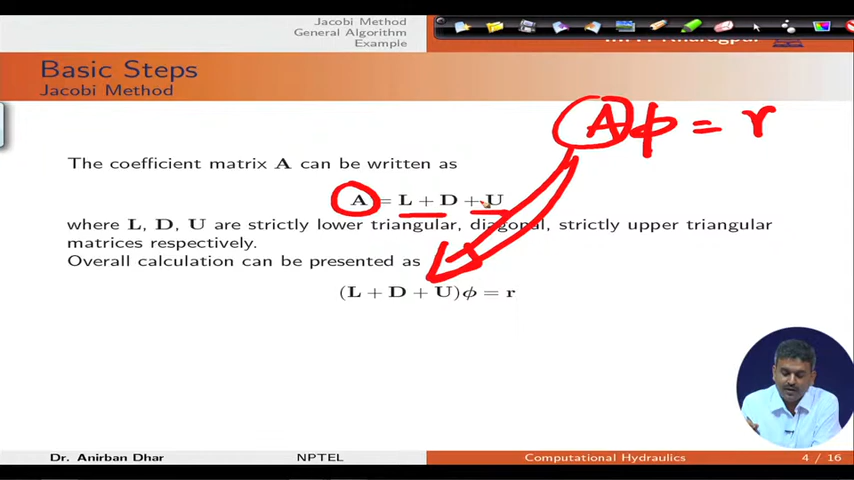 Jacobi Method
General Algorithm
Example
Basic Steps
Jacobi Method
Aϕ = r
The coefficient matrix A can be written as
A = L + D + U
where L, D, U are strictly lower triangular, diagonal, strictly upper triangular
matrices respectively.
Overall calculation can be presented as
(L + D + U)ϕ = r
Dr. Anirban Dhar NPTEL Computational Hydraulics 4 / 16